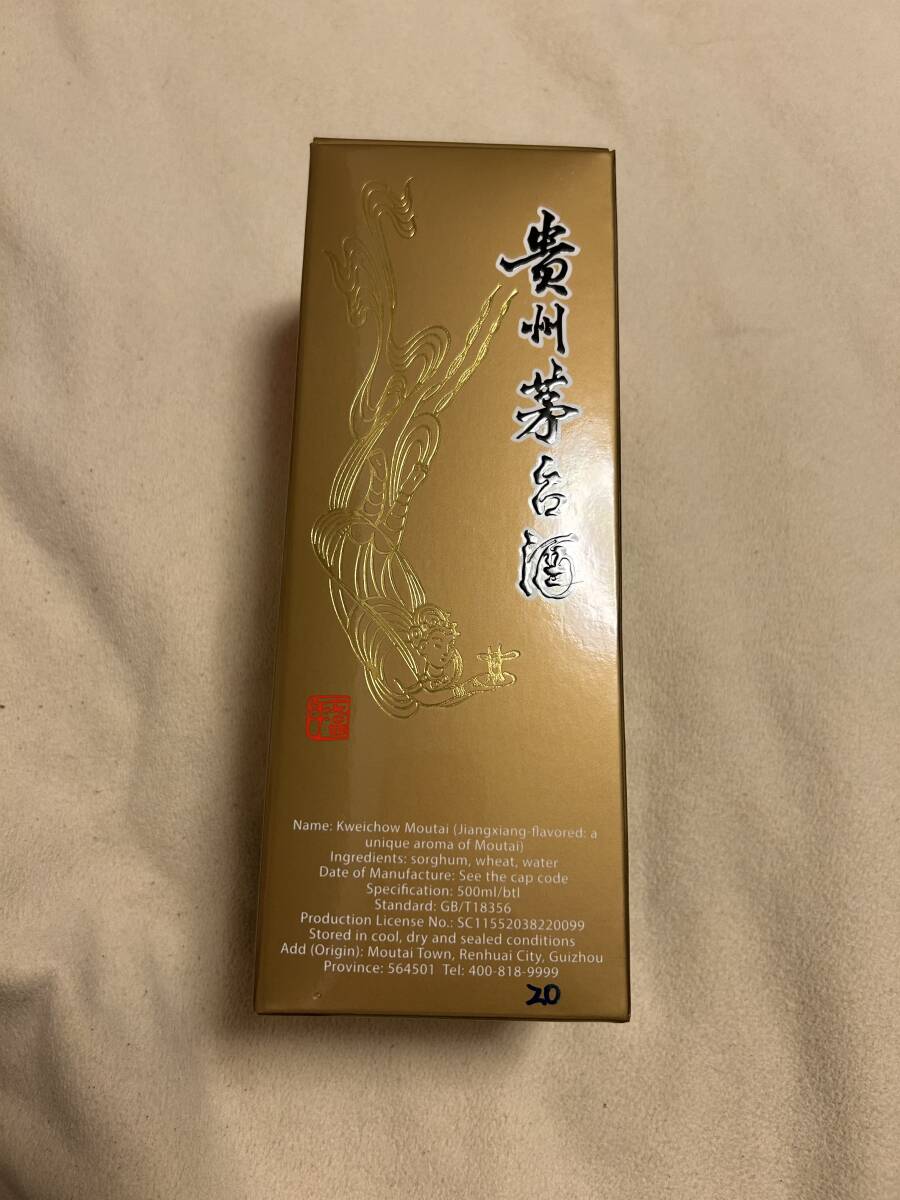 貴州茅台酒
Name: Kweichow Moutai (Jiangxiang-flavored: a
unique aroma of Moutai)
Ingredients: sorghum, wheat, water
Date of Manufacture: See the cap code
Specification: 500ml/btl
Standard: GB/T18356
Production License No.: SC11552038220099
Stored in cool, dry and sealed conditions
Add (Origin): Moutai Town, Renhuai City, Guizhou
Province: 564501 Tel: 400-818-9999
20